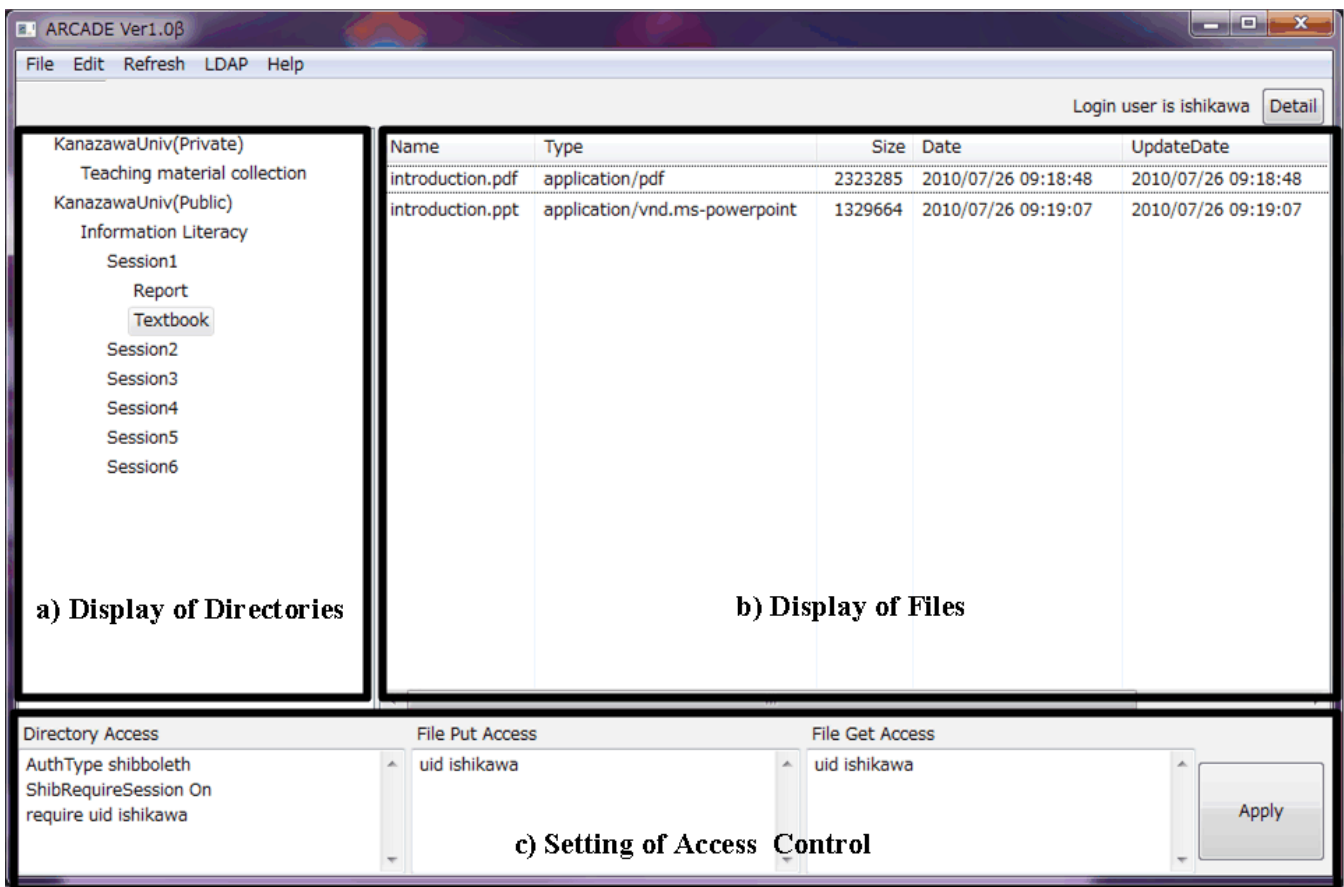 ARCADE Ver1.0β
File Edit Refresh LDAP Help
Login user is ishikawa Detail
KanazawaUniv(Private)
Teaching material collection
KanazawaUniv(Public)
Information Literacy
Session1
Report
Textbook
Session2
Session3
Session4
Session5
Session6
a) Display of Directories
Name Type Size Date UpdateDate
introduction.pdf application/pdf 2323285 2010/07/26 09:18:48 2010/07/26 09:18:48
introduction.ppt application/vnd.ms-powerpoint 1329664 2010/07/26 09:19:07 2010/07/26 09:19:07
b) Display of Files
Directory Access
AuthType shibboleth
ShibRequireSession On
require uid ishikawa
File Put Access
uid ishikawa
File Get Access
uid ishikawa
Apply
c) Setting of Access Control